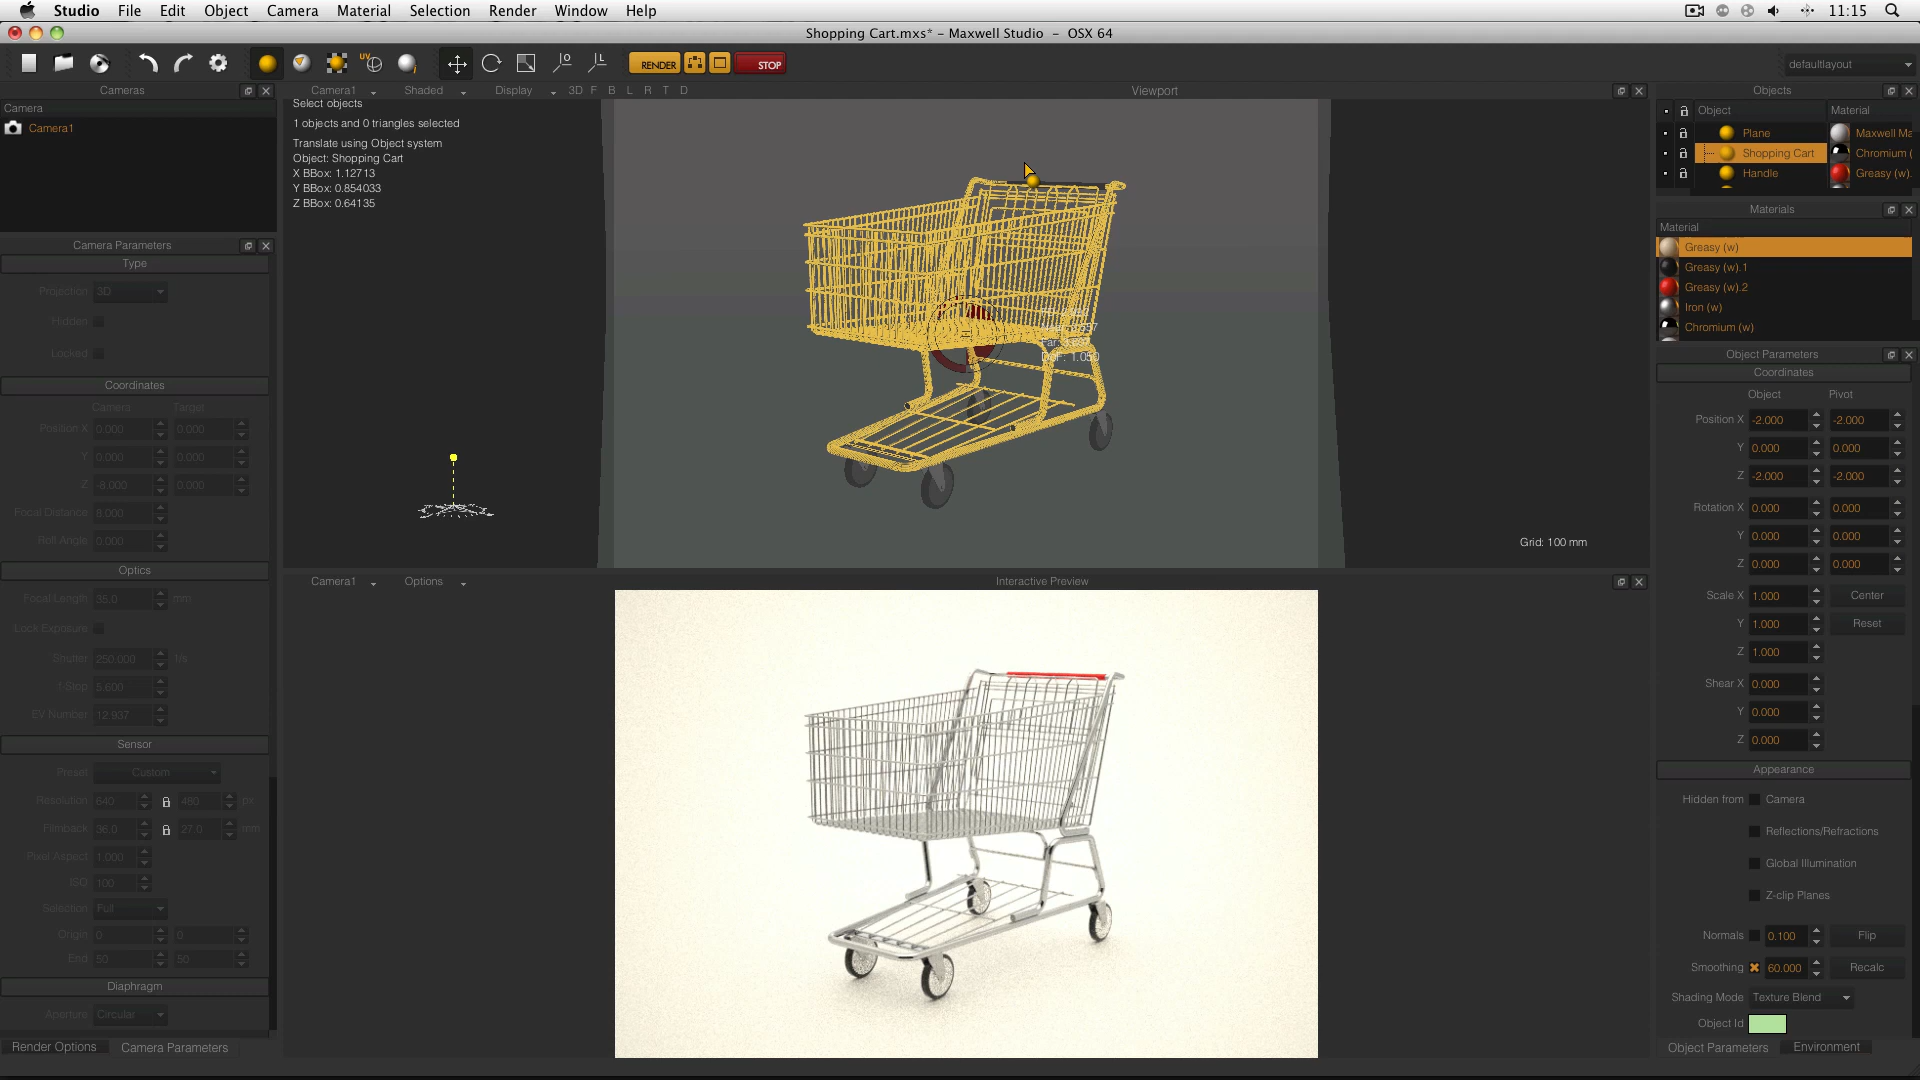 Studio File Edit Object Camera Material Selection Render Window Help 11:15
Shopping Cart.mxs* – Maxwell Studio – OSX 64
UV RENDER STOP defaultlayout
Cameras
Camera
Camera1
Camera Parameters
Type
Projection 3D
Hidden
Locked
Coordinates
Camera Target
Position X 0.000 0.000
Y 0.000 0.000
Z -8.000 0.000
Focal Distance 8.000
Roll Angle 0.000
Optics
Focal Length 35.0 mm
Lock Exposure
Shutter 250.000 1/s
f-Stop 5.600
EV Number 12.937
Sensor
Preset Custom
Resolution 640 480 px
Filmback 36.0 27.0 mm
Pixel Aspect 1.000
ISO 100
Selection Full
Origin 0 0
End 50 50
Diaphragm
Aperture Circular
Render Options Camera Parameters
Camera1 Shaded Display 3D F B L R T D Viewport
Select objects
1 objects and 0 triangles selected
Translate using Object system
Object: Shopping Cart
X BBox: 1.12713
Y BBox: 0.854033
Z BBox: 0.64135
DoF: 1.050
Grid: 100 mm
Camera1 Options Interactive Preview
Objects
Object Material
Plane Maxwell Ma
Shopping Cart Chromium (
Handle Greasy (w).
Materials
Material
Greasy (w)
Greasy (w).1
Greasy (w).2
Iron (w)
Chromium (w)
Object Parameters
Coordinates
Object Pivot
Position X -2.000 -2.000
Y 0.000 0.000
Z -2.000 -2.000
Rotation X 0.000 0.000
Y 0.000 0.000
Z 0.000 0.000
Scale X 1.000 Center
Y 1.000 Reset
Z 1.000
Shear X 0.000
Y 0.000
Z 0.000
Appearance
Hidden from Camera
Reflections/Refractions
Global Illumination
Z-clip Planes
Normals 0.100 Flip
Smoothing 60.000 Recalc
Shading Mode Texture Blend
Object Id
Object Parameters Environment